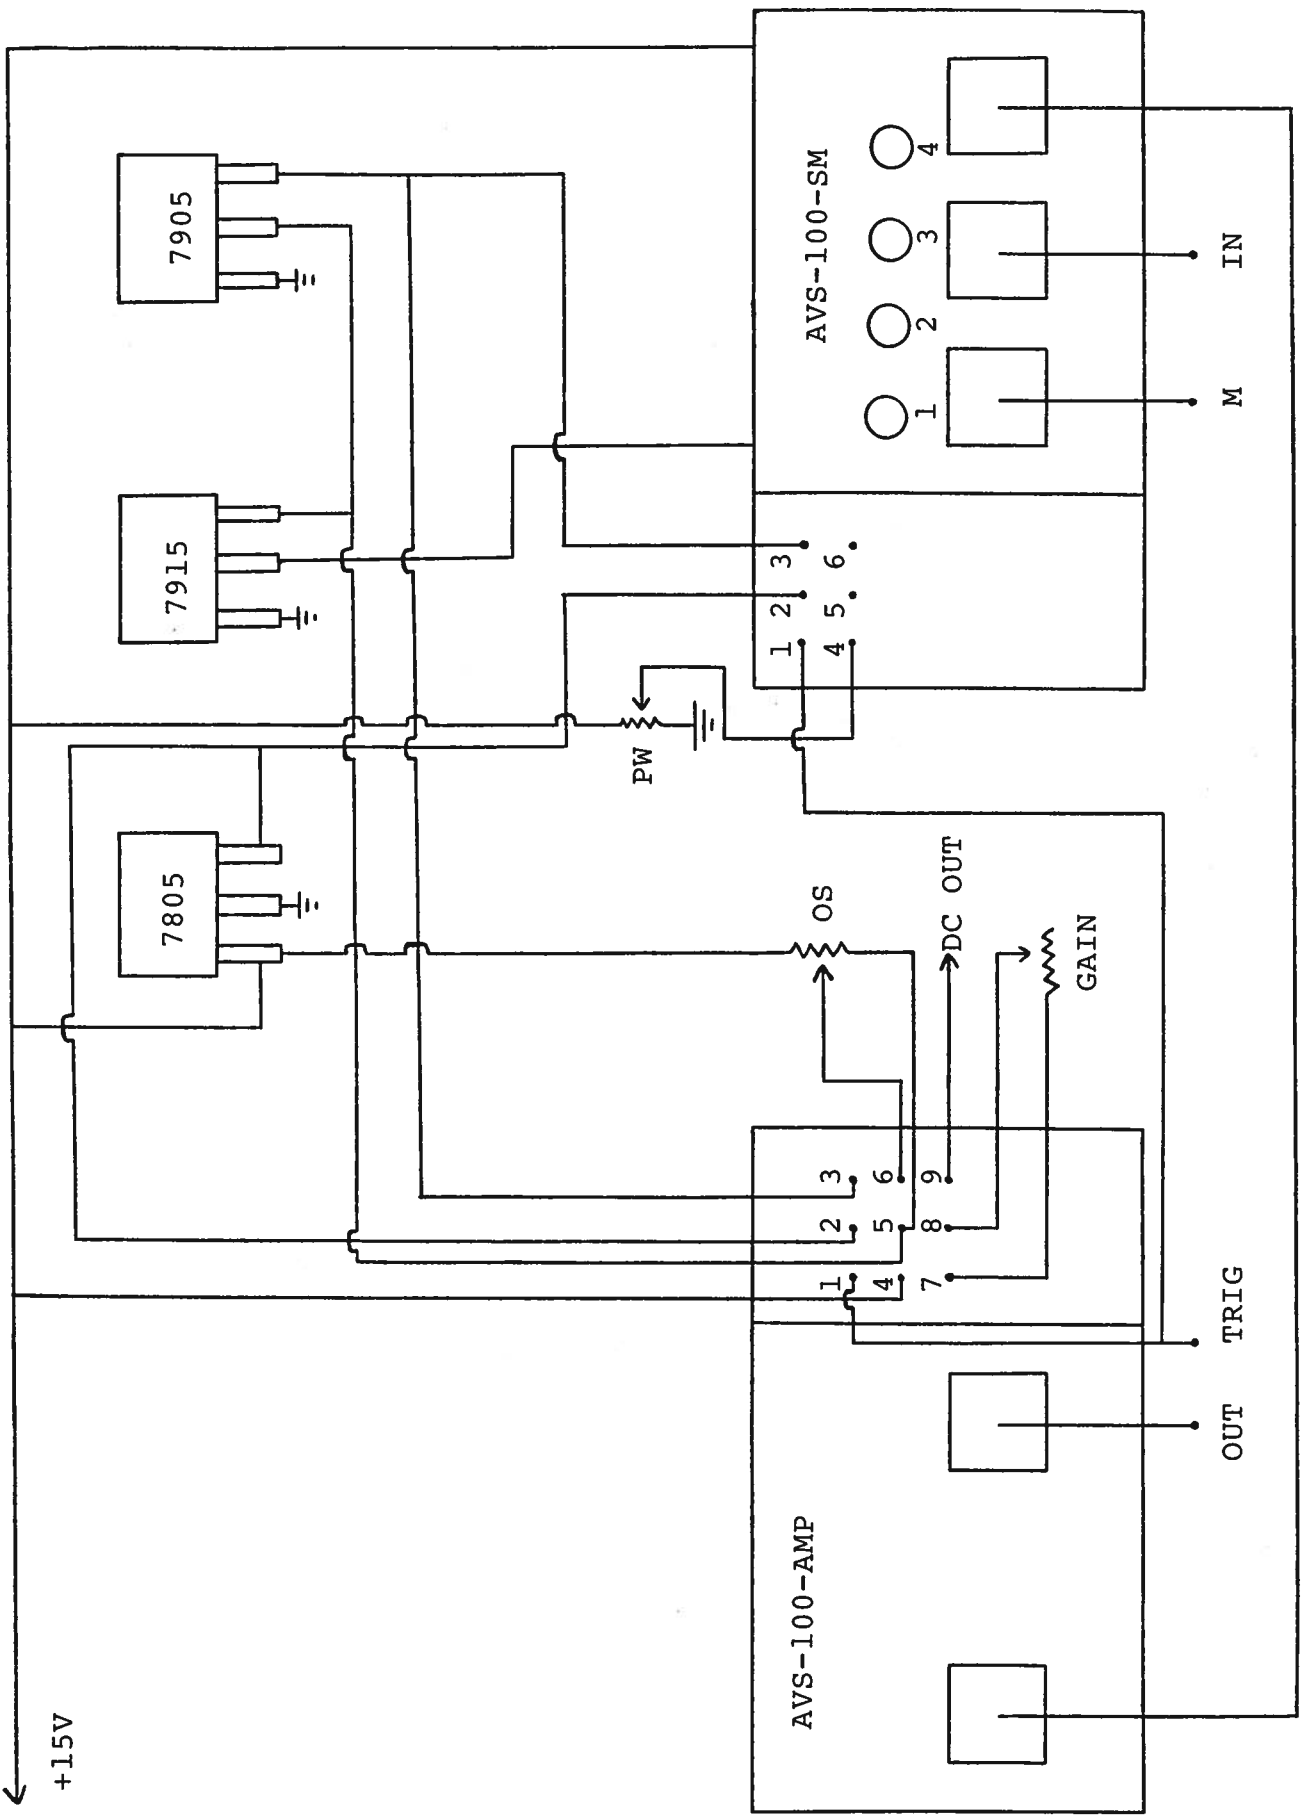 +15V
7805
7915
7905
PW
OS
DC OUT
GAIN
AVS-100-AMP
1 2 3
4 5 6
7 8 9
OUT
TRIG
AVS-100-SM
1 2 3
4 5 6
1 2 3 4
M
IN